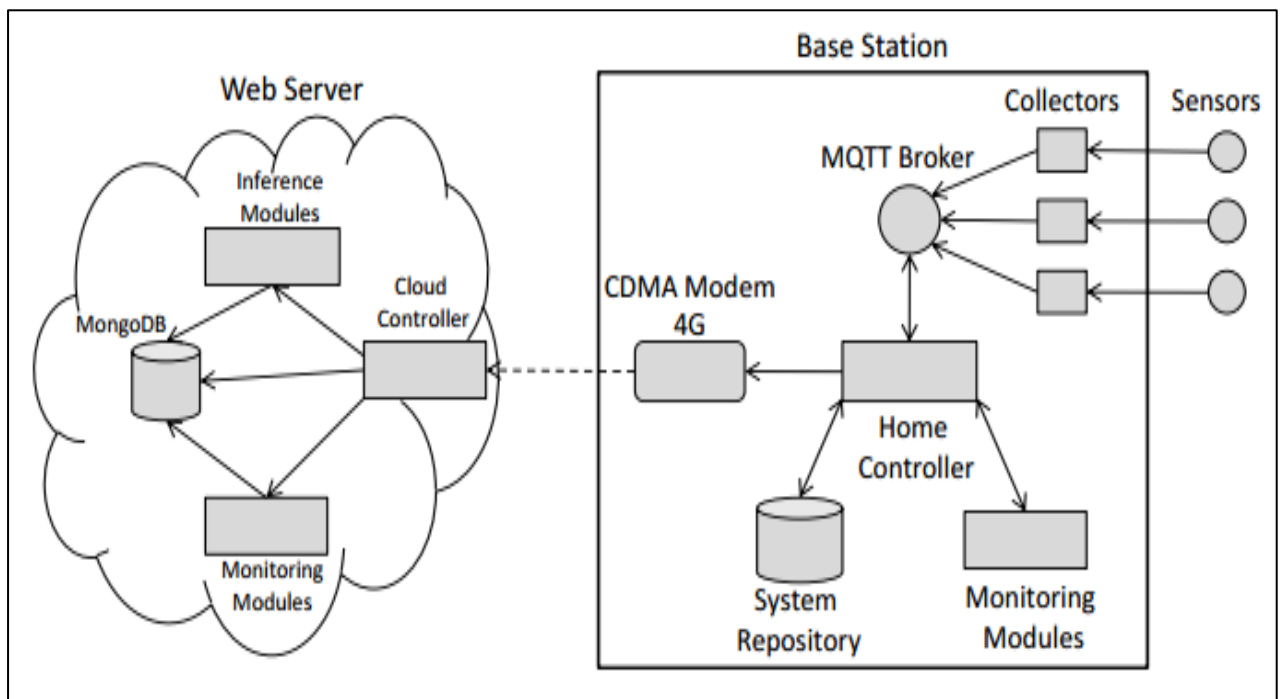 Base Station
Web Server
Collectors
Sensors
MQTT Broker
Inference
Modules
CDMA Modem
4G
Cloud
Controller
MongoDB
Home
Controller
Monitoring
Modules
System
Repository
Monitoring
Modules